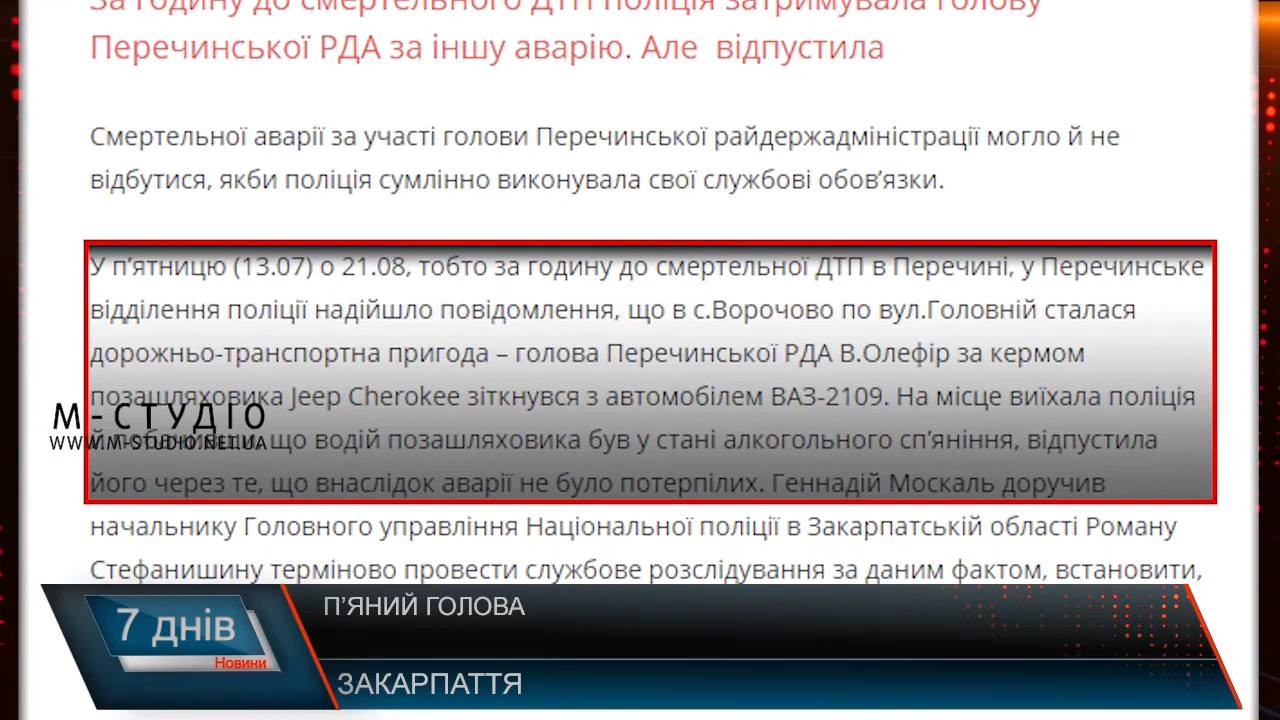 За годину до смертельного ДТП поліція затримувала голову
Перечинської РДА за іншу аварію. Але відпустила
Смертельної аварії за участі голови Перечинської райдержадміністрації могло й не
відбутися, якби поліція сумлінно виконувала свої службові обов’язки.
У п’ятницю (13.07) о 21.08, тобто за годину до смертельної ДТП в Перечині, у Перечинське
відділення поліції надійшло повідомлення, що в с.Ворочово по вул.Головній сталася
дорожньо-транспортна пригода – голова Перечинської РДА В.Олефір за кермом
позашляховика Jeep Cherokee зіткнувся з автомобілем ВАЗ-2109. На місце виїхала поліція
що водій позашляховика був у стані алкогольного сп’яніння, відпустила
його через те, що внаслідок аварії не було потерпілих. Геннадій Москаль доручив
начальнику Головного управління Національної поліції в Закарпатській області Роману
Стефанишину терміново провести службове розслідування за даним фактом, встановити,
М-СТУДІО
WWW.M-STUDIO.NET.UA
7 днів
Новини
П’ЯНИЙ ГОЛОВА
ЗАКАРПАТТЯ